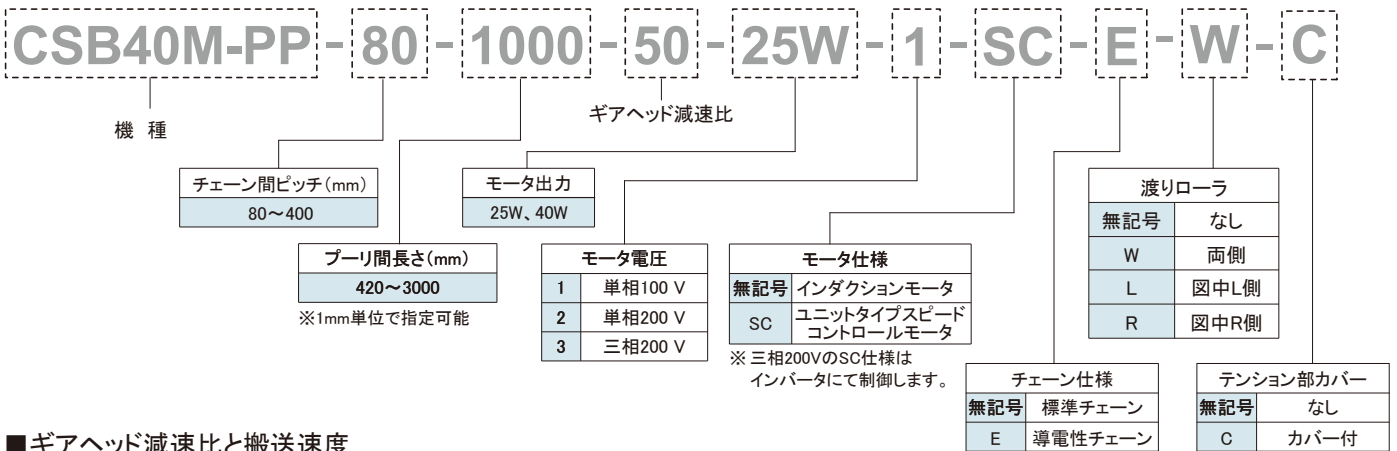 CSB40M-PP-80-1000-50-25W-1-SC-E-W-C
機 種
ギアヘッド減速比
チェーン間ピッチ(mm)
80～400
プーリ間長さ(mm)
420～3000
※1mm単位で指定可能
モータ出力
25W、40W
モータ電圧
1 単相100 V
2 単相200 V
3 三相200 V
モータ仕様
無記号 インダクションモータ
SC ユニットタイプスピード
コントロールモータ
※ 三相200VのSC仕様は
インバータにて制御します。
チェーン仕様
無記号 標準チェーン
E 導電性チェーン
渡りローラ
無記号 なし
W 両側
L 図中L側
R 図中R側
テンション部カバー
無記号 なし
C カバー付
■ギアヘッド減速比と搬送速度